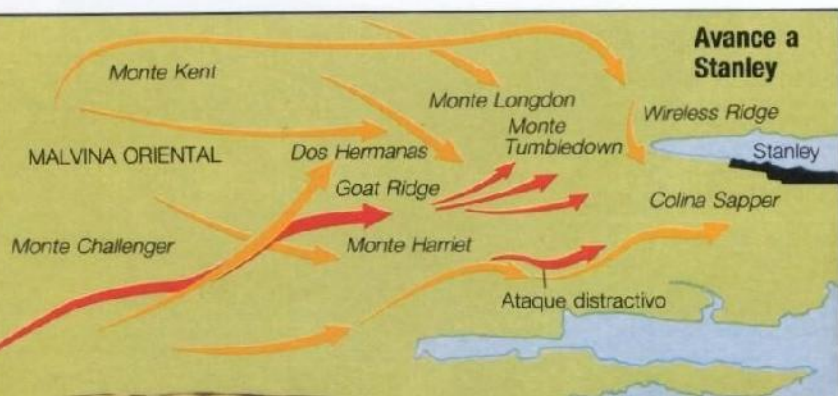 Avance a
Stanley
Monte Kent
Monte Longdon
Wireless Ridge
Monte
Tumbledown
MALVINA ORIENTAL
Dos Hermanas
Stanley
Goat Ridge
Colina Sapper
Monte Challenger
Monte Harriet
Ataque distractivo